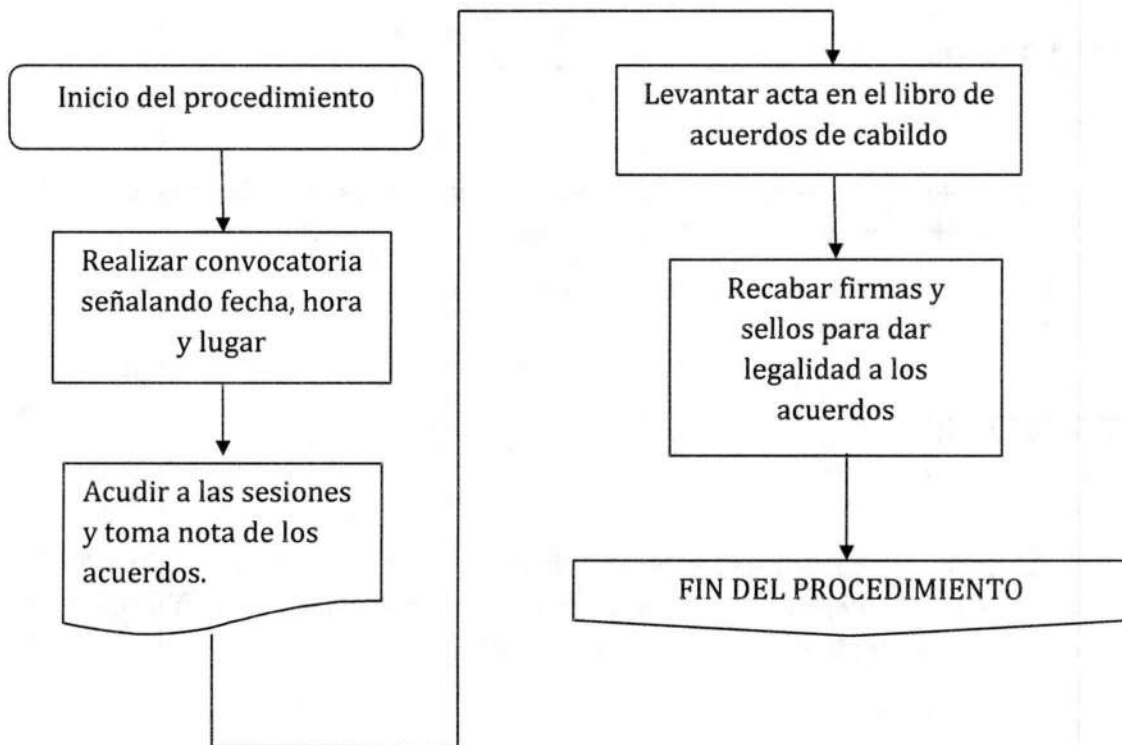 Inicio del procedimiento
Realizar convocatoria
señalando fecha, hora
y lugar
Acudir a las sesiones
y toma nota de los
acuerdos.
Levantar acta en el libro de
acuerdos de cabildo
Recabar firmas y
sellos para dar
legalidad a los
acuerdos
FIN DEL PROCEDIMIENTO